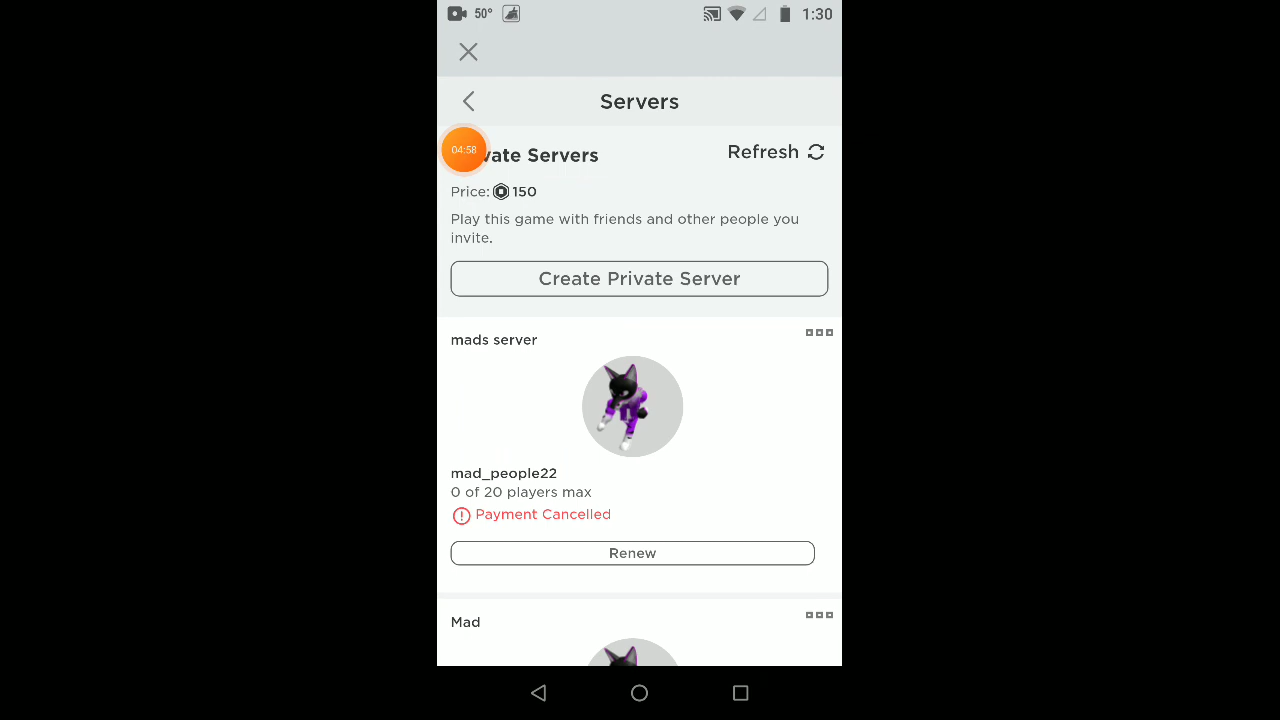 50°
1:30
Servers
04:58
vate Servers
Refresh
Price: 150
Play this game with friends and other people you
invite.
Create Private Server
mads server
mad_people22
0 of 20 players max
Payment Cancelled
Renew
Mad